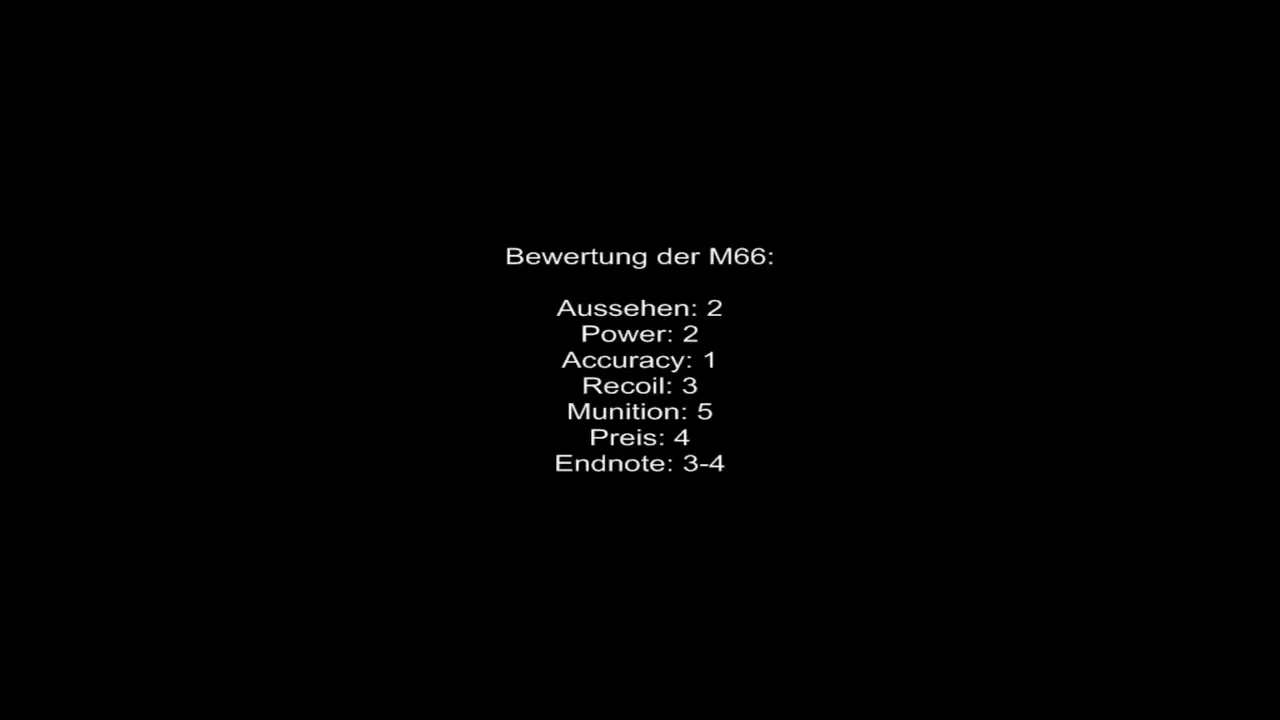 Bewertung der M66:
Aussehen: 2
Power: 2
Accuracy: 1
Recoil: 3
Munition: 5
Preis: 4
Endnote: 3-4